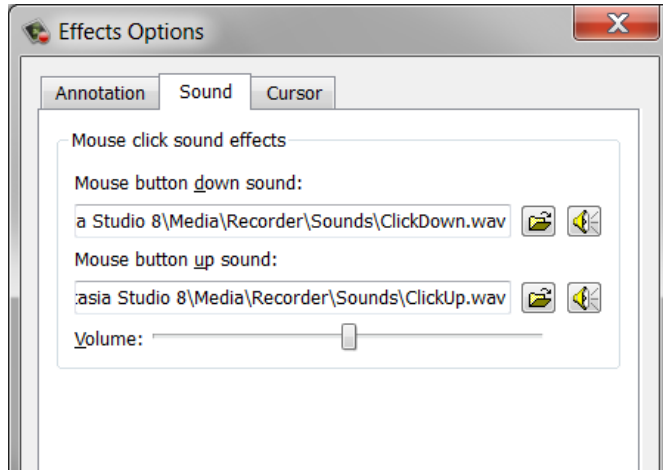 Effects Options
Annotation Sound Cursor
Mouse click sound effects
Mouse button down sound:
a Studio 8\Media\Recorder\Sounds\ClickDown.wav
Mouse button up sound:
tasia Studio 8\Media\Recorder\Sounds\ClickUp.wav
Volume: